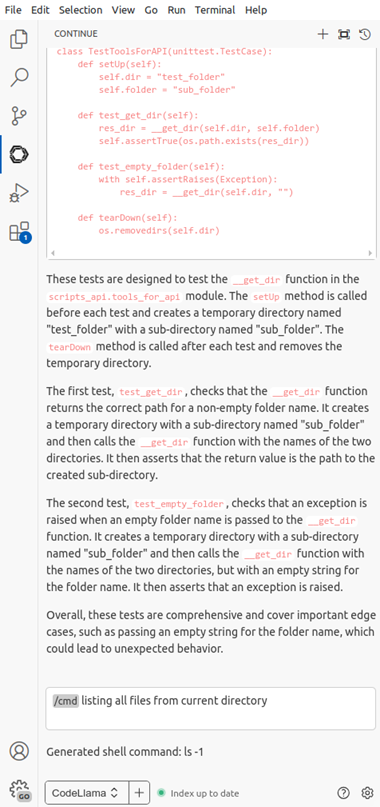 File Edit Selection View Go Run Terminal Help
CONTINUE
class TestToolsForAPI(unittest.TestCase):
    def setUp(self):
        self.dir = "test_folder"
        self.folder = "sub_folder"
    def test_get_dir(self):
        res_dir = __get_dir(self.dir, self.folder)
        self.assertTrue(os.path.exists(res_dir))
    def test_empty_folder(self):
        with self.assertRaises(Exception):
            res_dir = __get_dir(self.dir, "")
    def tearDown(self):
        os.removedirs(self.dir)
These tests are designed to test the __get_dir function in the
scripts_api.tools_for_api module. The setUp method is called
before each test and creates a temporary directory named
"test_folder" with a sub-directory named "sub_folder". The
tearDown method is called after each test and removes the
temporary directory.
The first test, test_get_dir, checks that the __get_dir function
returns the correct path for a non-empty folder name. It creates
a temporary directory with a sub-directory named "sub_folder"
and then calls the __get_dir function with the names of the two
directories. It then asserts that the return value is the path to the
created sub-directory.
The second test, test_empty_folder, checks that an exception is
raised when an empty folder name is passed to the __get_dir
function. It creates a temporary directory with a sub-directory
named "sub_folder" and then calls the __get_dir function with
the names of the two directories, but with an empty string for
the folder name. It then asserts that an exception is raised.
Overall, these tests are comprehensive and cover important edge
cases, such as passing an empty string for the folder name, which
could lead to unexpected behavior.
/cmd listing all files from current directory
Generated shell command: ls -1
1
GO
CodeLlama + Index up to date